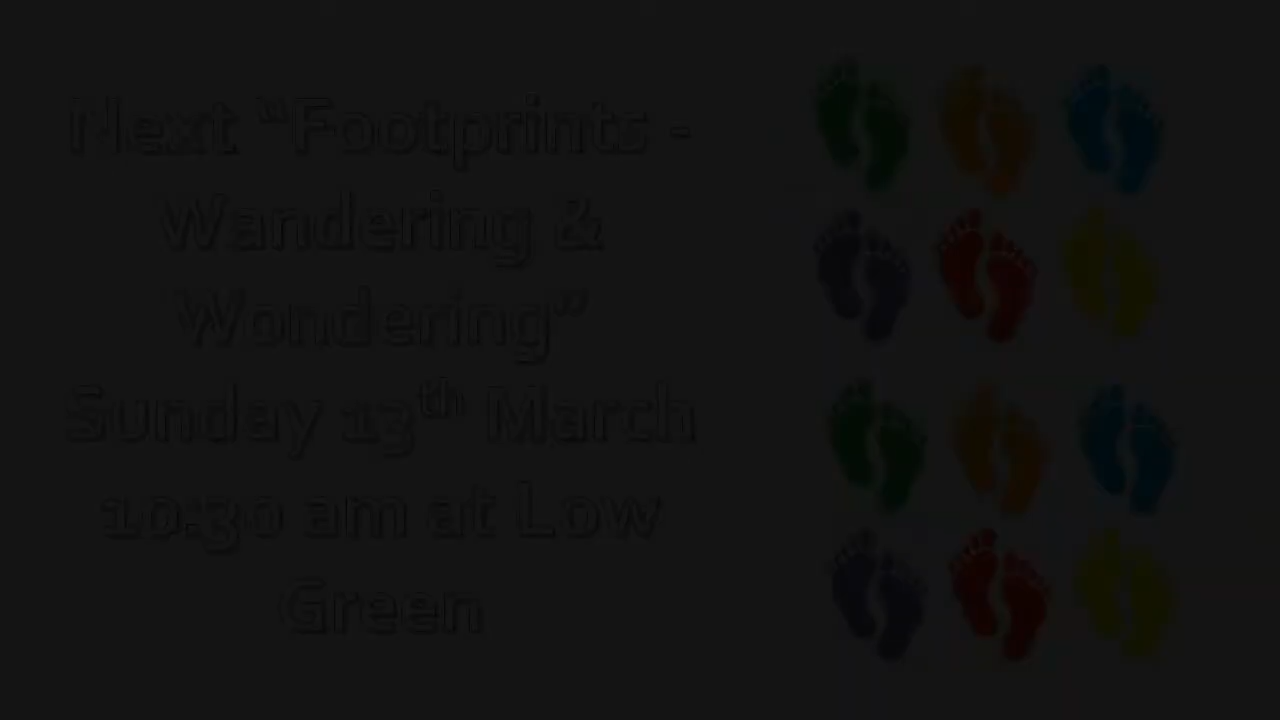 Next “Footprints -
Wandering &
Wondering”
Sunday 13th March
10:30 am at Low
Green